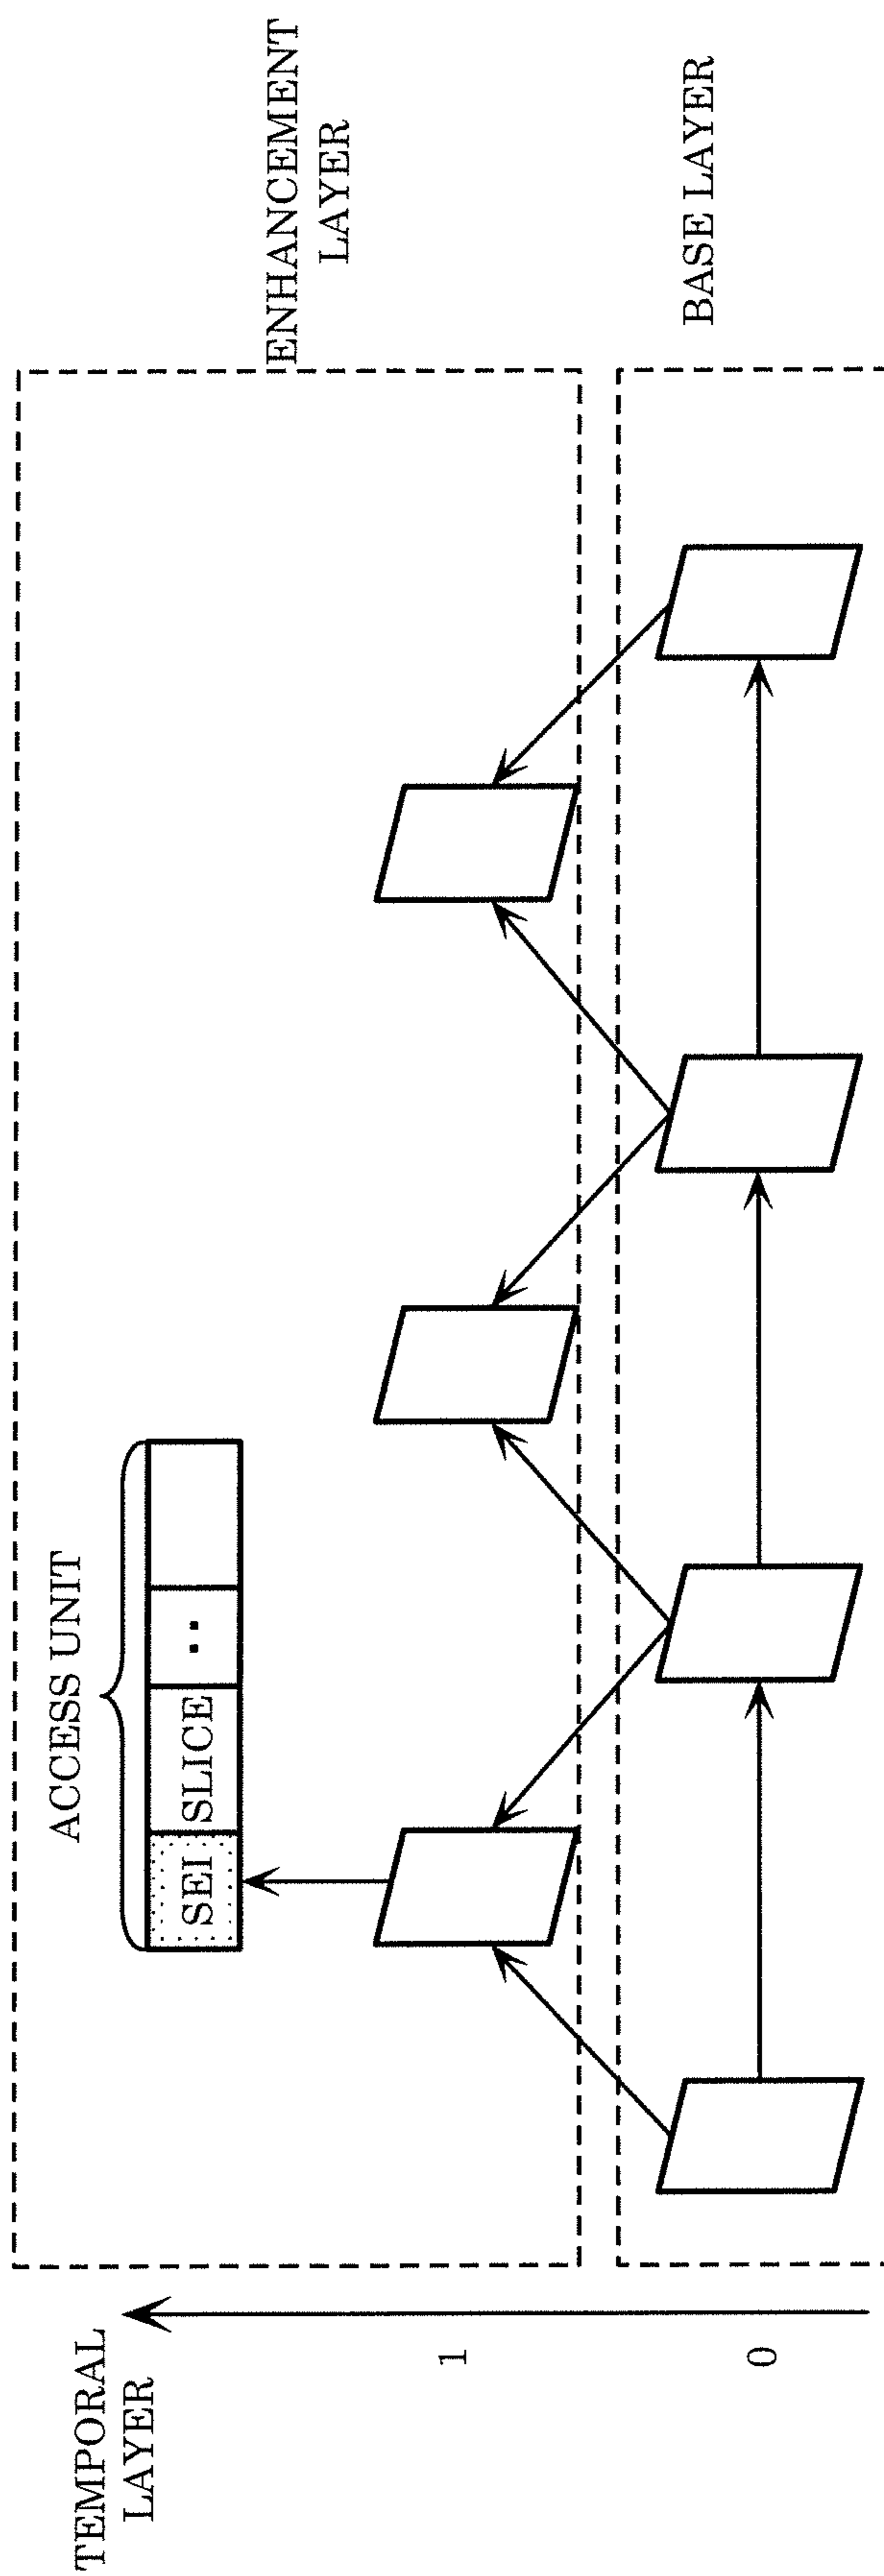 TEMPORAL
LAYER
1
0
ACCESS UNIT
SEI
SLICE
..
ENHANCEMENT
LAYER
BASE LAYER